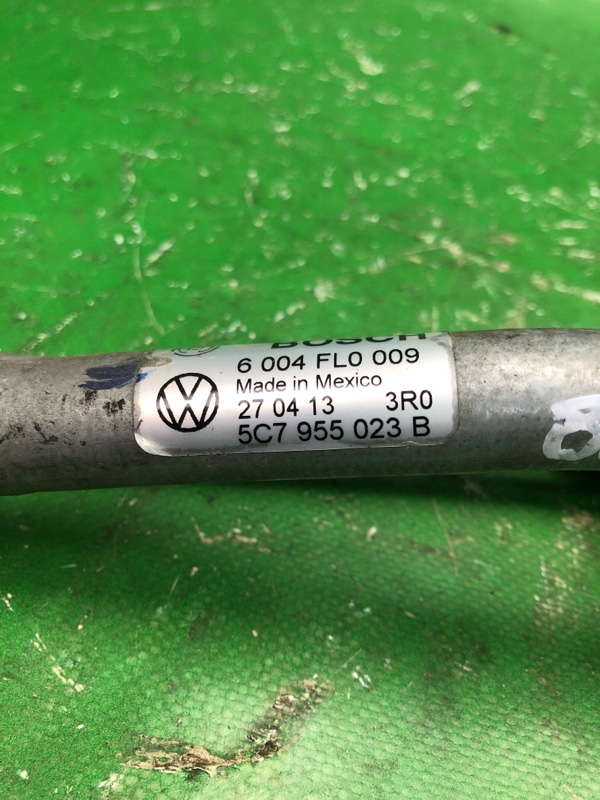 BOSCH
6 004 FL0 009
Made in Mexico
27 04 13 3R0
5C7 955 023 B